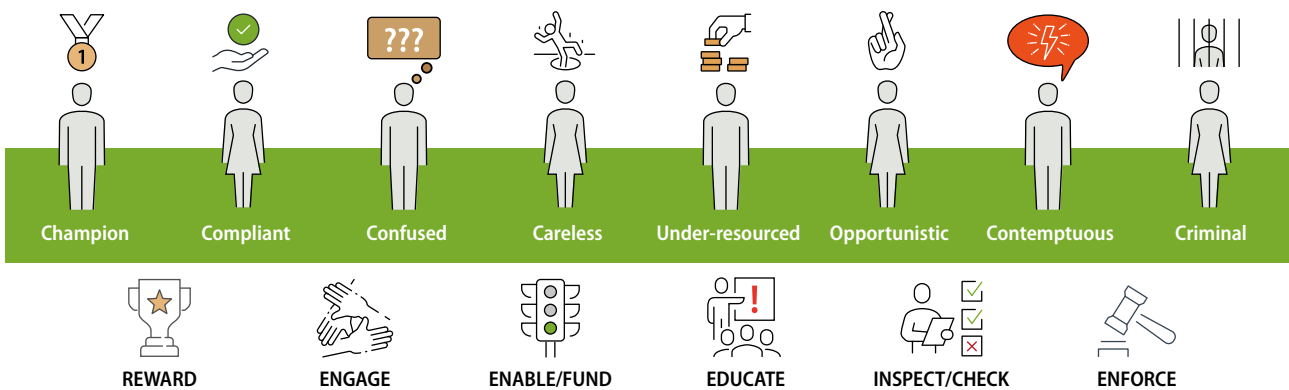 1
???
Champion
Compliant
Confused
Careless
Under-resourced
Opportunistic
Contemptuous
Criminal
!
REWARD
ENGAGE
ENABLE/FUND
EDUCATE
INSPECT/CHECK
ENFORCE